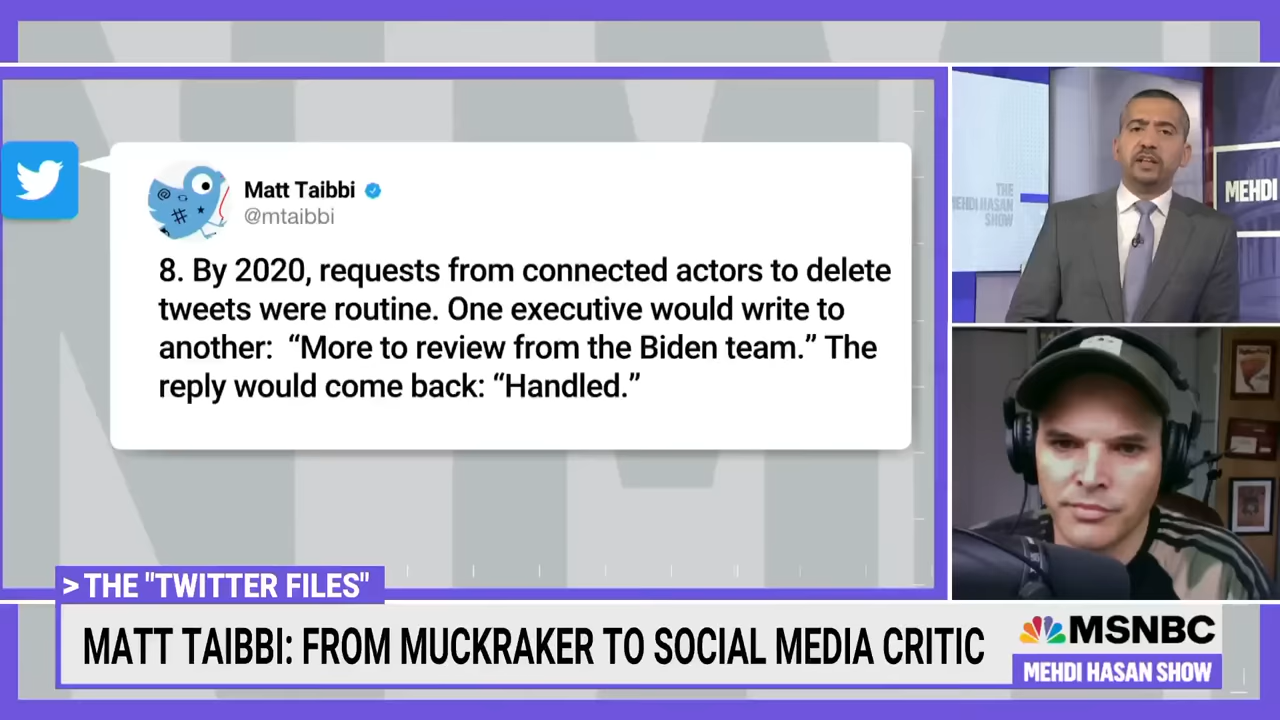 Matt Taibbi
@mtaibbi
8. By 2020, requests from connected actors to delete
tweets were routine. One executive would write to
another:  “More to review from the Biden team.” The
reply would come back: “Handled.”
THE
MEHDI HASAN
SHOW
MEHDI
> THE "TWITTER FILES"
MATT TAIBBI: FROM MUCKRAKER TO SOCIAL MEDIA CRITIC
MSNBC
MEHDI HASAN SHOW